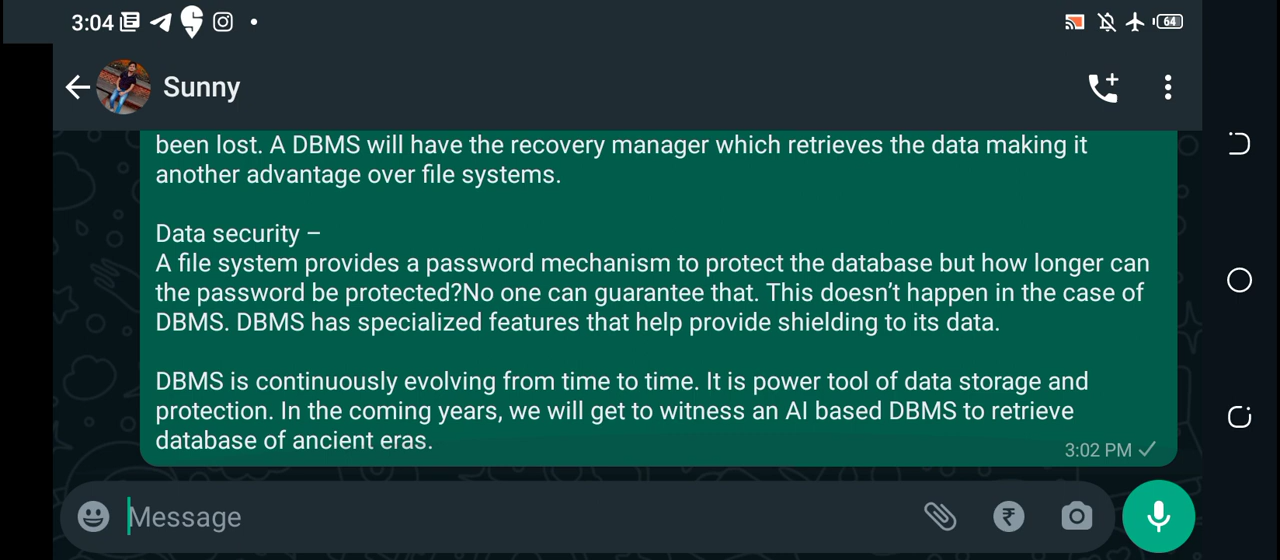 3:04
64
Sunny
been lost. A DBMS will have the recovery manager which retrieves the data making it
another advantage over file systems.
Data security –
A file system provides a password mechanism to protect the database but how longer can
the password be protected?No one can guarantee that. This doesn't happen in the case of
DBMS. DBMS has specialized features that help provide shielding to its data.
DBMS is continuously evolving from time to time. It is power tool of data storage and
protection. In the coming years, we will get to witness an AI based DBMS to retrieve
database of ancient eras.
3:02 PM
Message